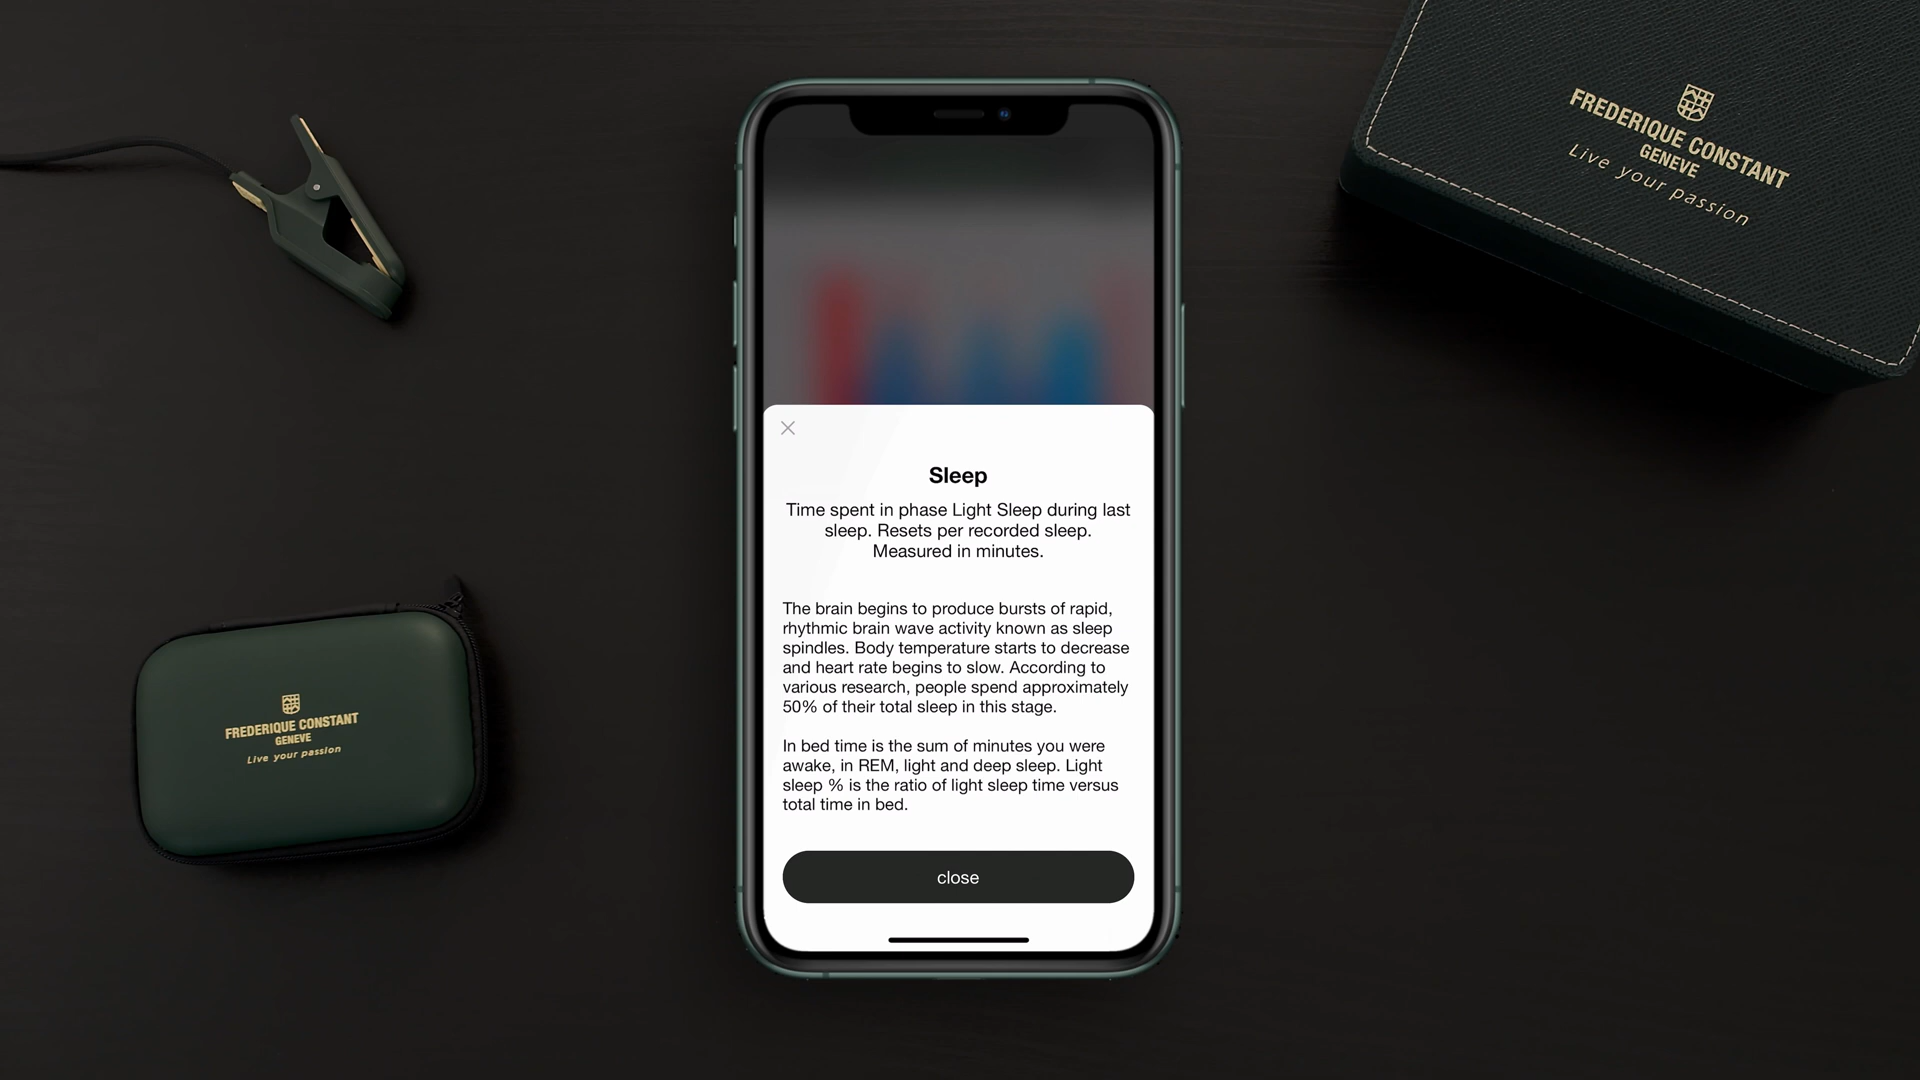 FREDERIQUE CONSTANT
GENEVE
Live your passion
Sleep
Time spent in phase Light Sleep during last
sleep. Resets per recorded sleep.
Measured in minutes.
The brain begins to produce bursts of rapid,
rhythmic brain wave activity known as sleep
spindles. Body temperature starts to decrease
and heart rate begins to slow. According to
various research, people spend approximately
50% of their total sleep in this stage.
In bed time is the sum of minutes you were
awake, in REM, light and deep sleep. Light
sleep % is the ratio of light sleep time versus
total time in bed.
close
FREDERIQUE CONSTANT
GENEVE
Live your passion